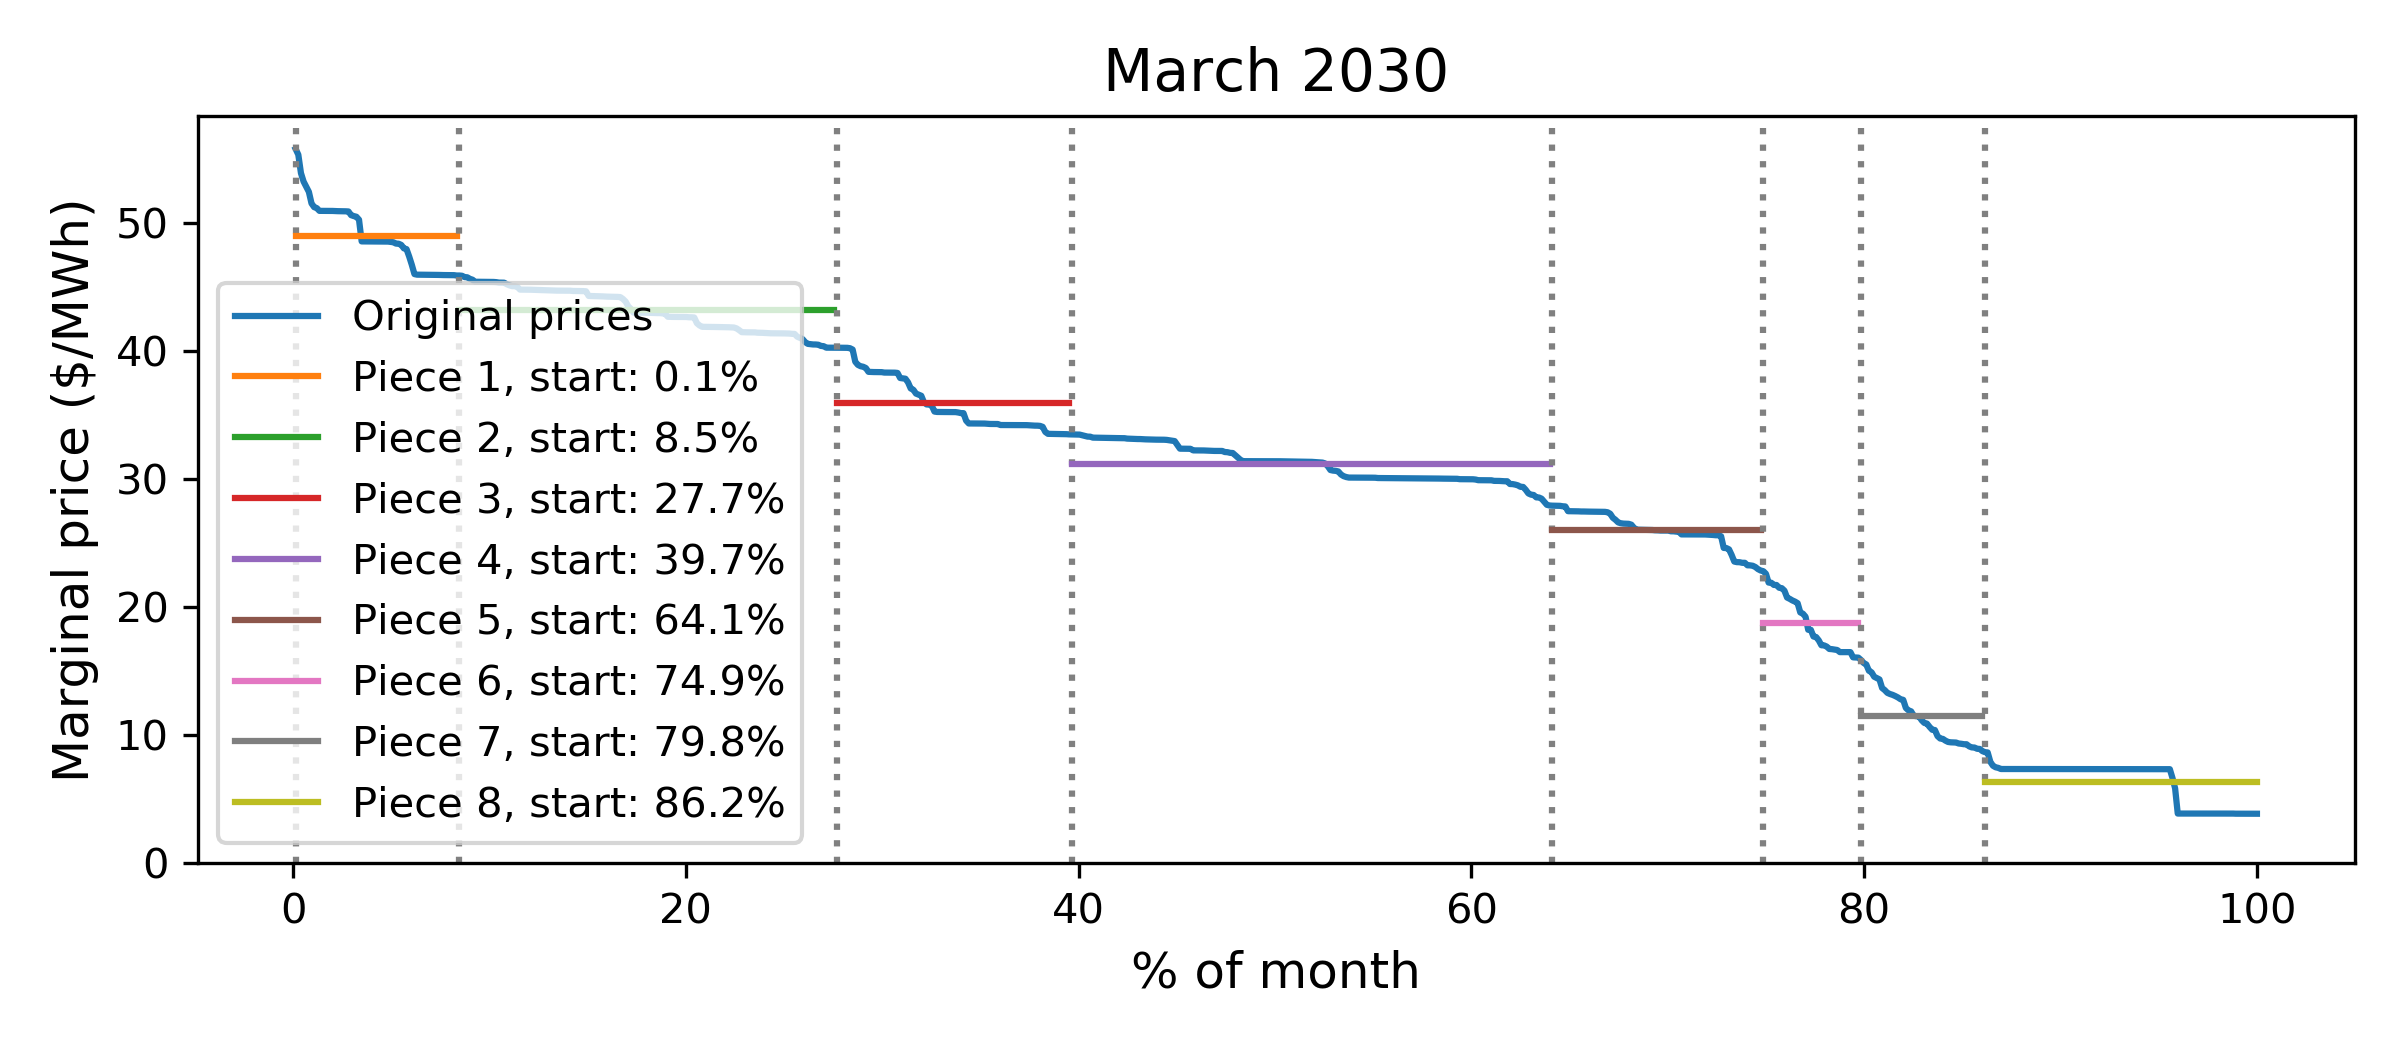 March 2030
Marginal price ($/MWh)
50
40
30
20
10
0
Original prices
Piece 1, start: 0.1%
Piece 2, start: 8.5%
Piece 3, start: 27.7%
Piece 4, start: 39.7%
Piece 5, start: 64.1%
Piece 6, start: 74.9%
Piece 7, start: 79.8%
Piece 8, start: 86.2%
0 20 40 60 80 100
% of month